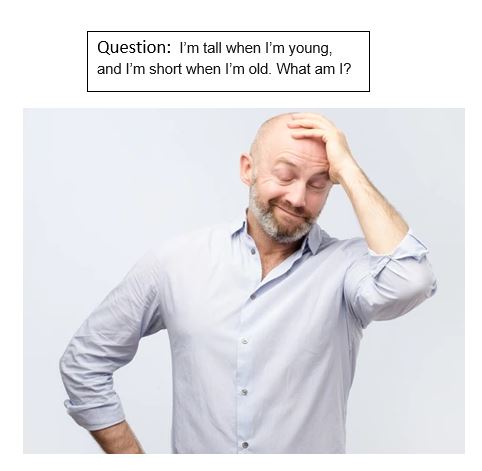 Question: I’m tall when I’m young,
and I’m short when I’m old. What am I?